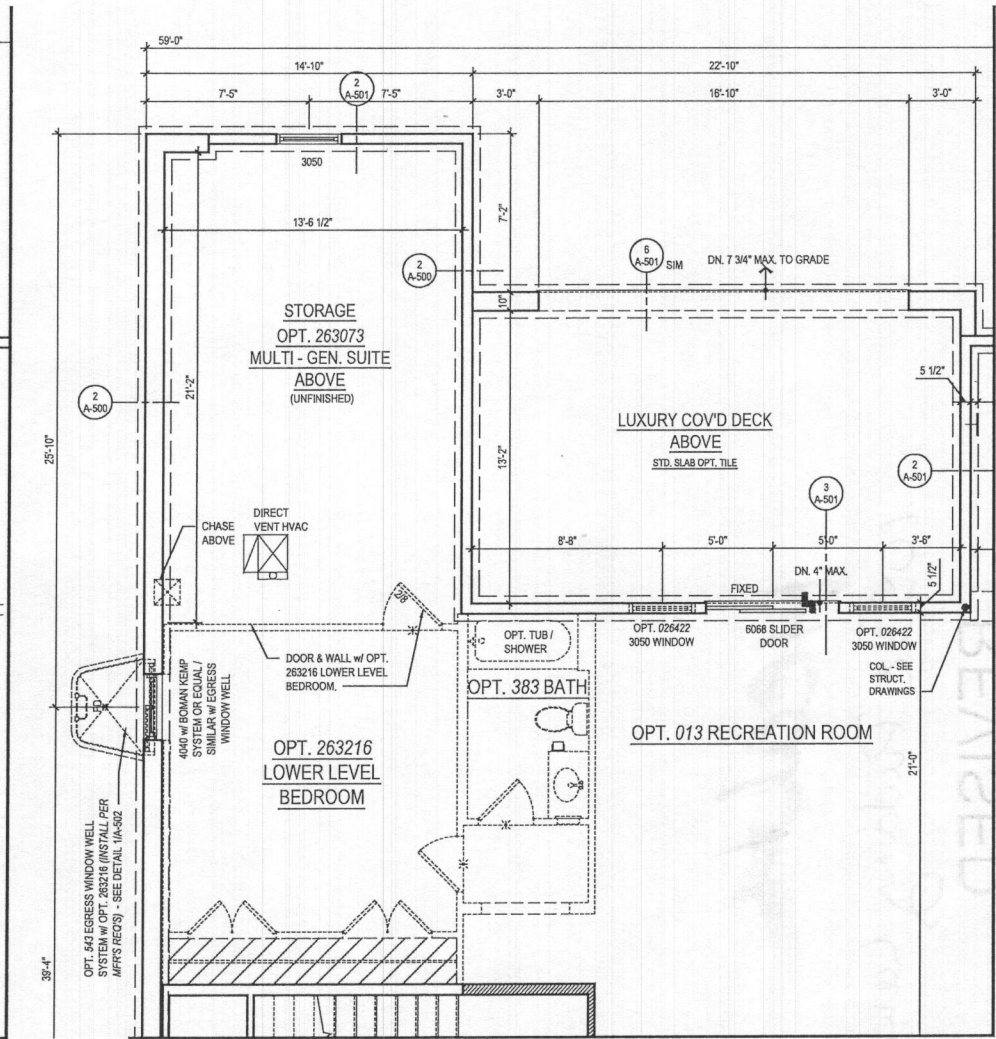 59'-0"
14'-10"
22'-10"
7'-5"
2
A-501
7'-5"
3'-0"
16'-10"
3'-0"
3050
13'-6 1/2"
7'-2"
2
A-500
6
A-501
SIM
DN. 7 3/4" MAX. TO GRADE
10"
STORAGE
OPT. 263073
MULTI - GEN. SUITE
ABOVE
(UNFINISHED)
21'-2"
2
A-500
25'-10"
5 1/2"
LUXURY COV'D DECK
ABOVE
STD. SLAB OPT. TILE
13'-2"
2
A-501
3
A-501
CHASE
ABOVE
DIRECT
VENT HVAC
8'-8"
5'-0"
5'-0"
3'-6"
DN. 4" MAX.
FIXED
5 1/2"
28
OPT. TUB /
SHOWER
OPT. 026422
3050 WINDOW
6068 SLIDER
DOOR
OPT. 026422
3050 WINDOW
DOOR & WALL w/ OPT.
263216 LOWER LEVEL
BEDROOM.
COL. - SEE
STRUCT.
DRAWINGS
OPT. 383 BATH
4040 w/ BOMAN KEMP
SYSTEM OR EQUAL /
SIMILAR w/ EGRESS
WINDOW WELL
OPT. 013 RECREATION ROOM
OPT. 263216
LOWER LEVEL
BEDROOM
21'-0"
OPT. 543 EGRESS WINDOW WELL
SYSTEM w/ OPT. 263216 (INSTALL PER
MFR'S REQ'S) - SEE DETAIL 1/A-502
39'-4"
REVISED